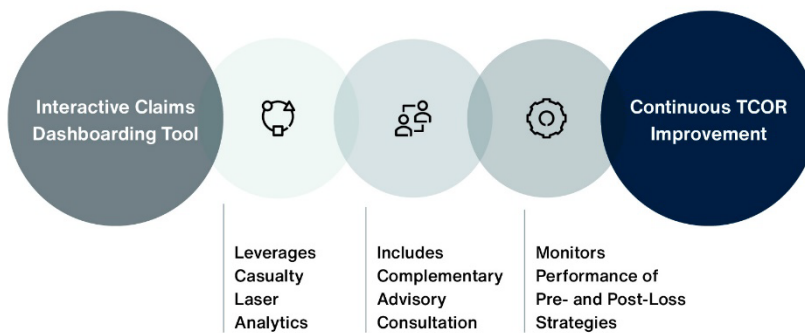 Interactive Claims
Dashboarding Tool
Continuous TCOR
Improvement
Leverages
Casualty
Laser
Analytics
Includes
Complementary
Advisory
Consultation
Monitors
Performance of
Pre- and Post-Loss
Strategies